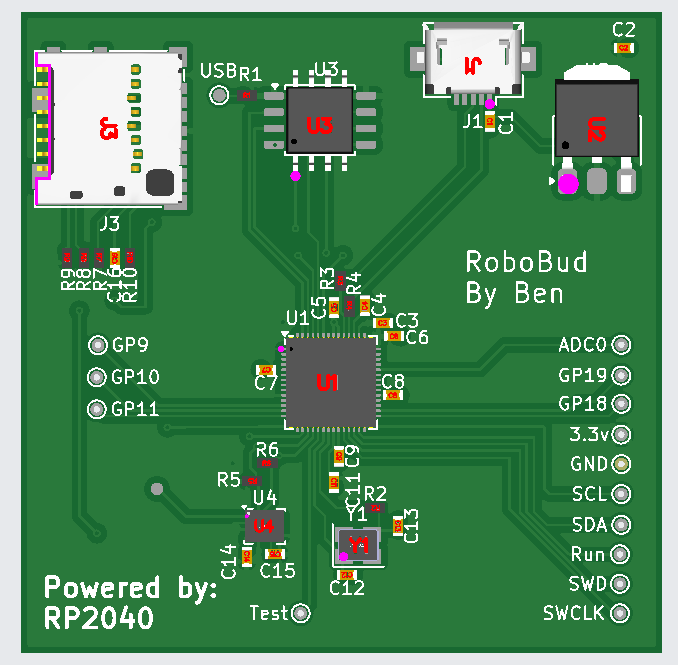 C2
USB
R1
U3
U3
J1
J1
C1
U2
J3
J3
R9
R8
R7
C16
R10
RoboBud
By Ben
R3
R4
C5
C4
C3
C6
U1
U1
C7
C8
GP9
GP10
GP11
ADC0
GP19
GP18
3.3v
GND
SCL
SDA
Run
SWD
SWCLK
R6
R5
C9
C11
R2
U4
U4
Y1
Y1
C13
C14
C15
C12
Test
Powered by:
RP2040